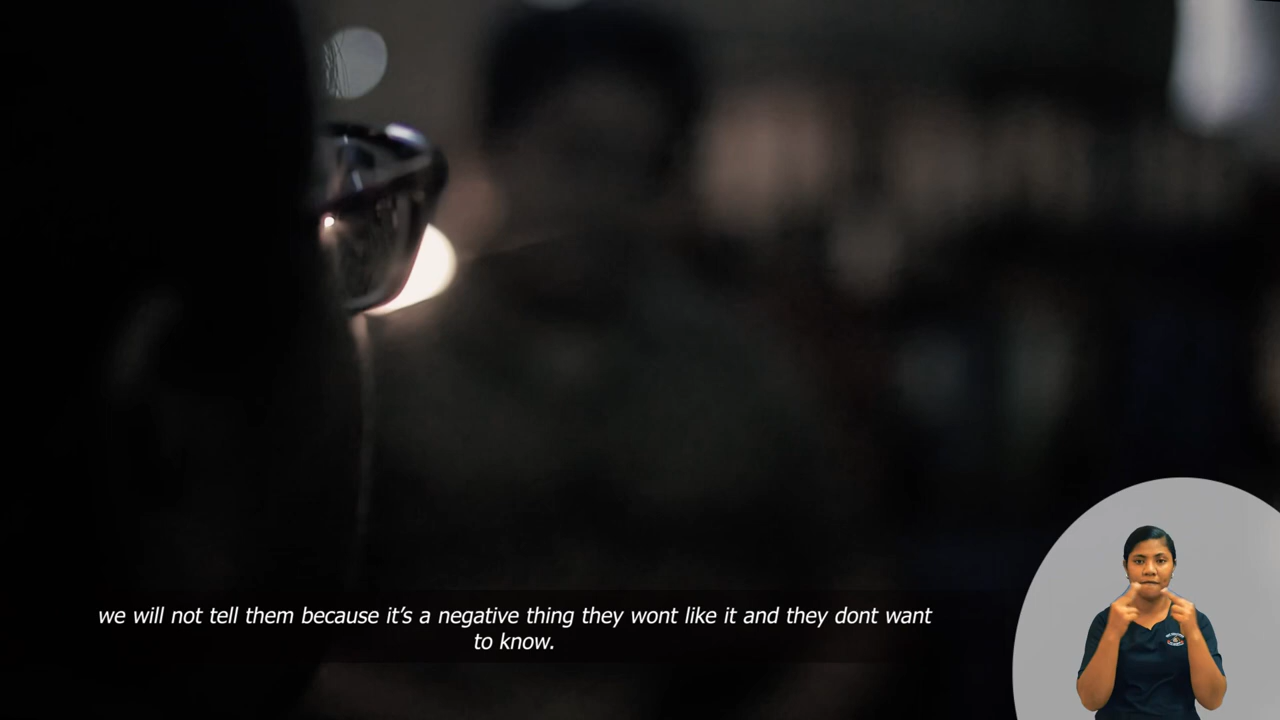 we will not tell them because it’s a negative thing they wont like it and they dont want
to know.